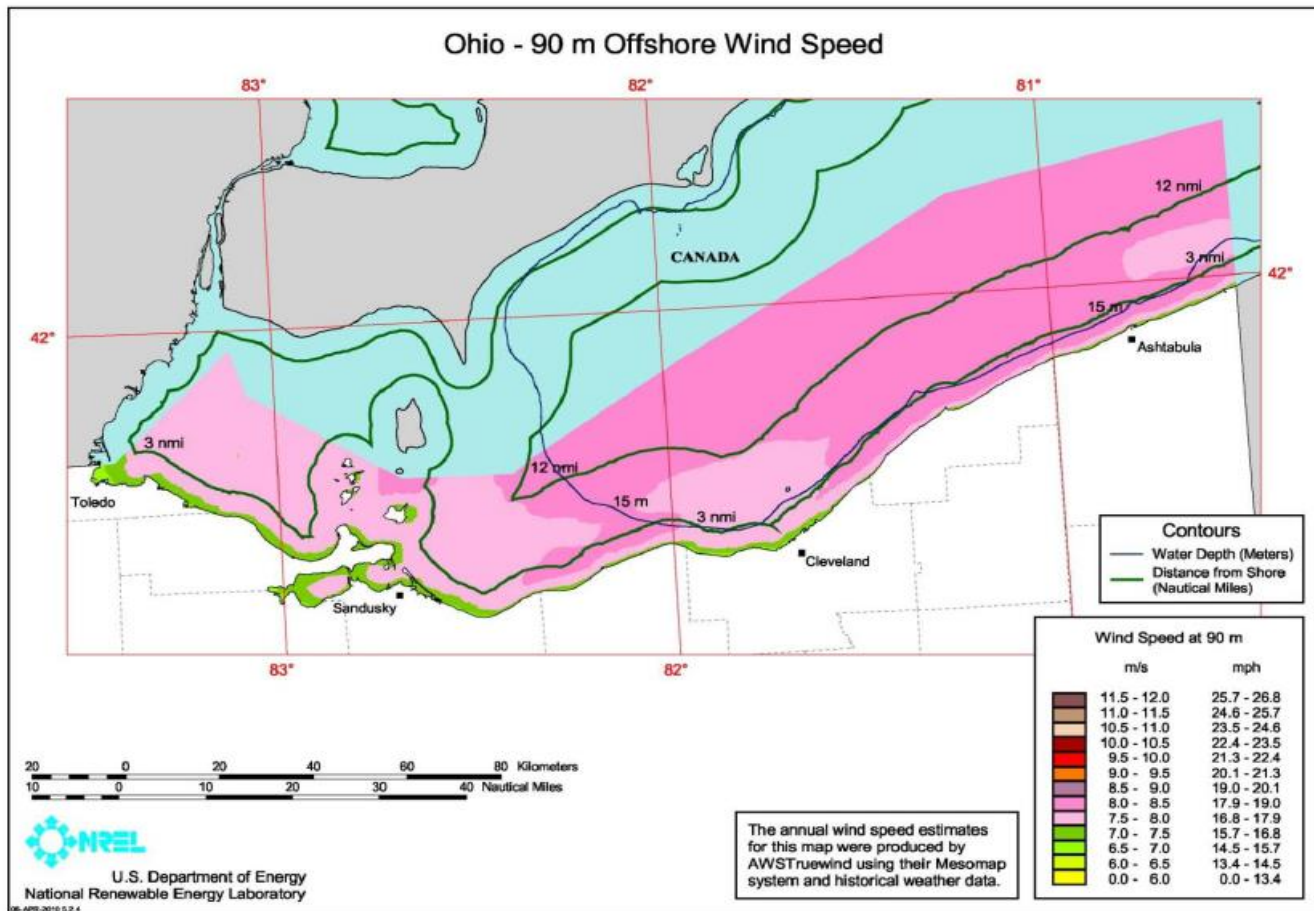 Ohio - 90 m Offshore Wind Speed
83°
82°
81°
12 nmi
CANADA
3 nmi
42°
15 m
42°
Ashtabula
3 nmi
12 nmi
15 m
3 nmi
Toledo
Cleveland
Sandusky
83°
82°
Contours
Water Depth (Meters)
Distance from Shore
(Nautical Miles)
Wind Speed at 90 m
m/s mph
11.5 - 12.0 25.7 - 26.8
11.0 - 11.5 24.6 - 25.7
10.5 - 11.0 23.5 - 24.6
10.0 - 10.5 22.4 - 23.5
9.5 - 10.0 21.3 - 22.4
9.0 - 9.5 20.1 - 21.3
8.5 - 9.0 19.0 - 20.1
8.0 - 8.5 17.9 - 19.0
7.5 - 8.0 16.8 - 17.9
7.0 - 7.5 15.7 - 16.8
6.5 - 7.0 14.5 - 15.7
6.0 - 6.5 13.4 - 14.5
0.0 - 6.0 0.0 - 13.4
20 0 20 40 60 80 Kilometers
10 0 10 20 30 40 Nautical Miles
NREL
U.S. Department of Energy
National Renewable Energy Laboratory
The annual wind speed estimates
for this map were produced by
AWSTruewind using their Mesomap
system and historical weather data.